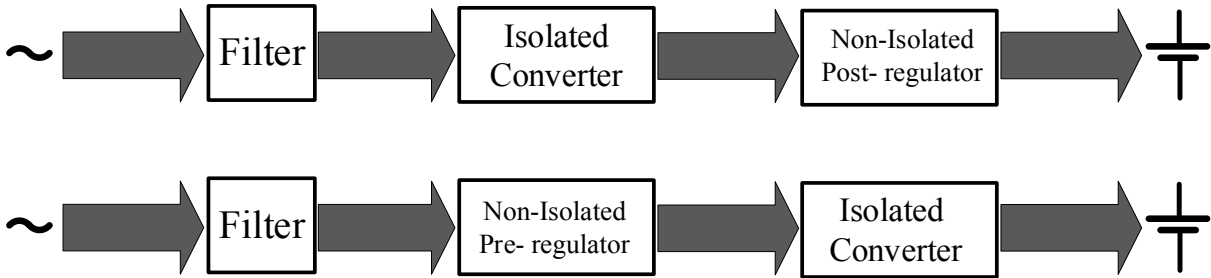 Filter
Isolated
Converter
Non-Isolated
Post- regulator
Filter
Non-Isolated
Pre- regulator
Isolated
Converter